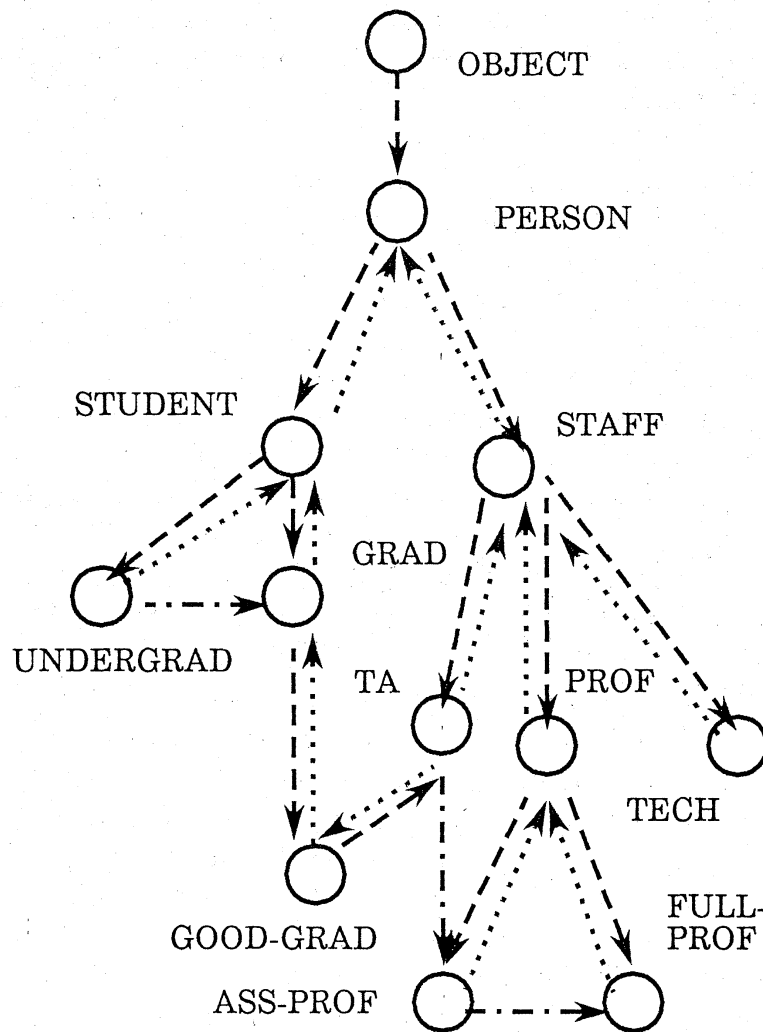 OBJECT
PERSON
STUDENT
STAFF
GRAD
UNDERGRAD
TA
PROF
TECH
GOOD-GRAD
FULL-
PROF
ASS-PROF